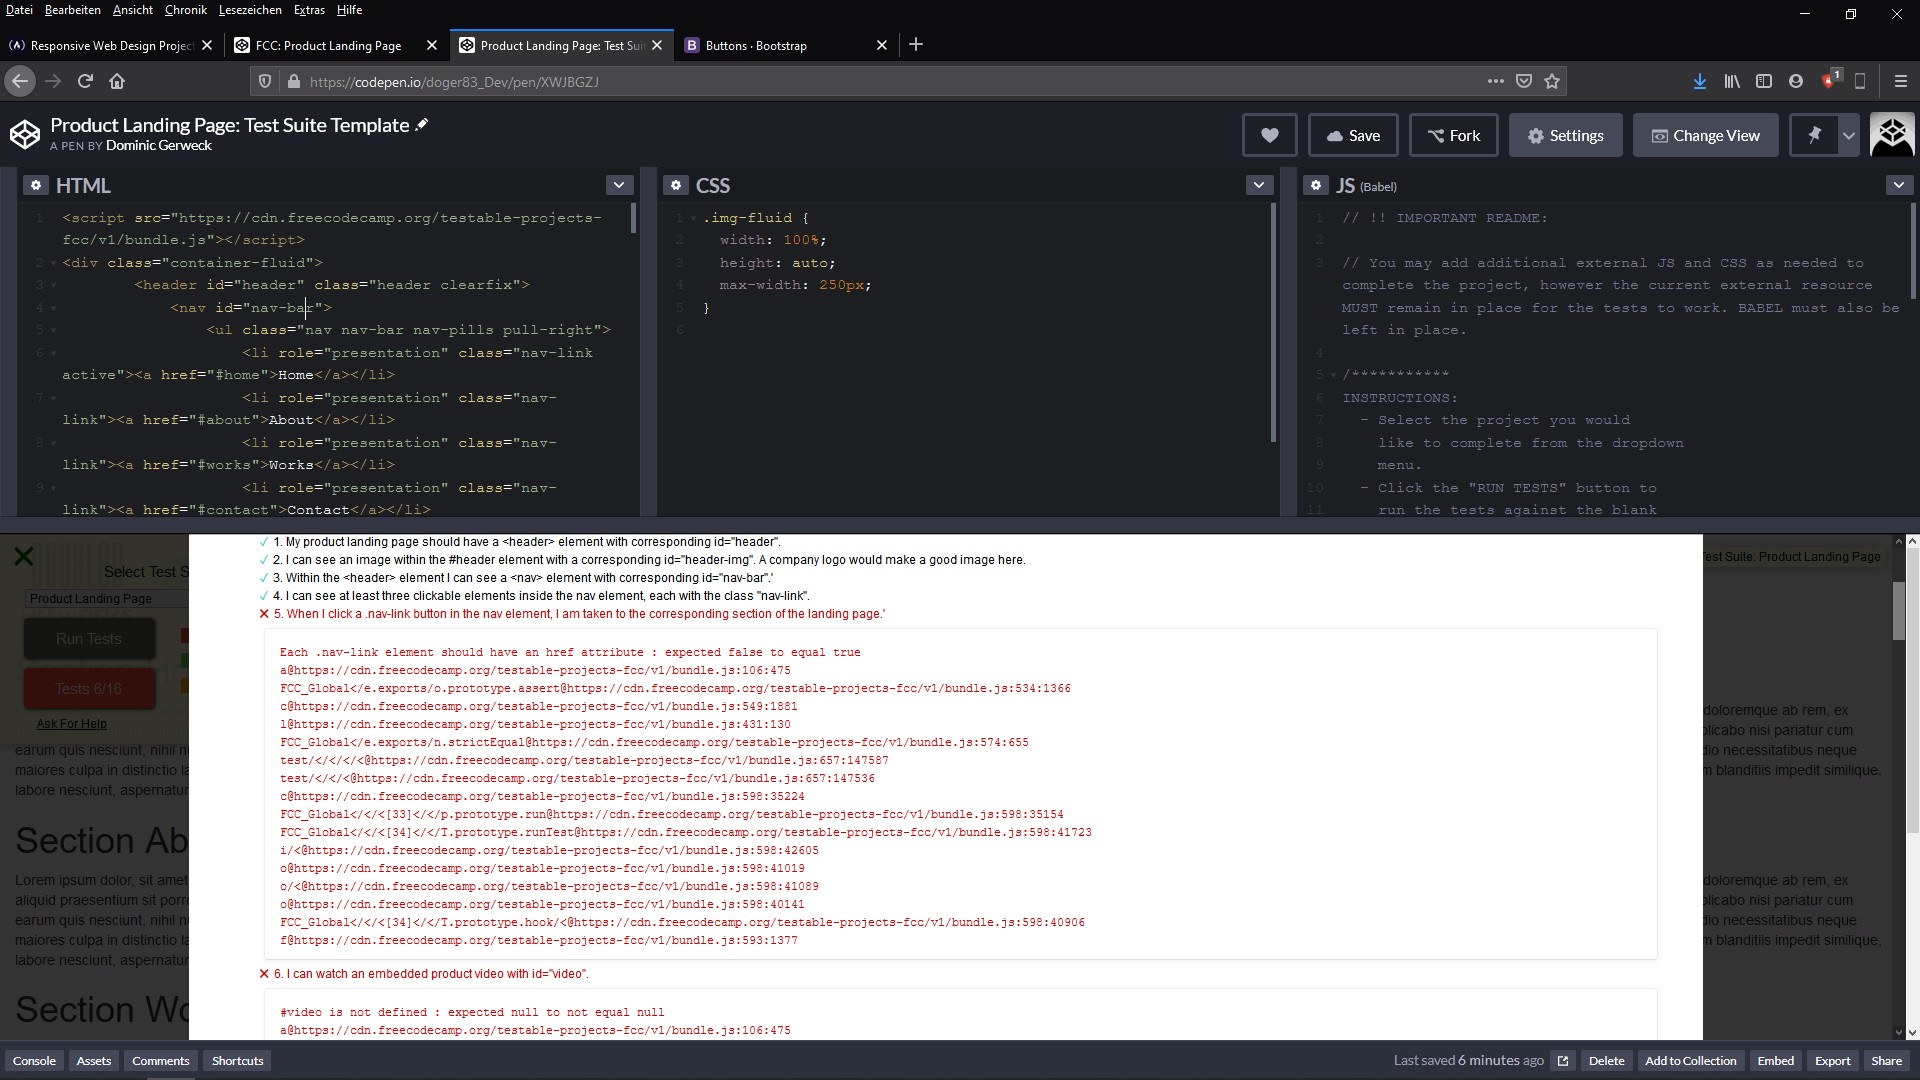 Datei Bearbeiten Ansicht Chronik Lesezeichen Extras Hilfe
(Λ) Responsive Web Design Project FCC: Product Landing Page Product Landing Page: Test Suit B Buttons · Bootstrap
https://codepen.io/doger83_Dev/pen/XWJBGZJ
1
Product Landing Page: Test Suite Template
A PEN BY Dominic Gerweck
Save Fork Settings Change View
HTML
1 <script src="https://cdn.freecodecamp.org/testable-projects-
fcc/v1/bundle.js"></script>
2 <div class="container-fluid">
3 <header id="header" class="header clearfix">
4 <nav id="nav-bar">
5 <ul class="nav nav-bar nav-pills pull-right">
6 <li role="presentation" class="nav-link
active"><a href="#home">Home</a></li>
7 <li role="presentation" class="nav-
link"><a href="#about">About</a></li>
8 <li role="presentation" class="nav-
link"><a href="#works">Works</a></li>
9 <li role="presentation" class="nav-
link"><a href="#contact">Contact</a></li>
CSS
1 .img-fluid {
2 width: 100%;
3 height: auto;
4 max-width: 250px;
5 }
6
JS (Babel)
1 // !! IMPORTANT README:
2
3 // You may add additional external JS and CSS as needed to
complete the project, however the current external resource
MUST remain in place for the tests to work. BABEL must also be
left in place.
4
5 /***********
6 INSTRUCTIONS:
7 - Select the project you would
8 like to complete from the dropdown
9 menu.
10 - Click the "RUN TESTS" button to
11 run the tests against the blank
Select Test S
Product Landing Page
Run Tests
Tests 6/16
Ask For Help
earum quis nesciunt, nihil n
maiores culpa in distinctio la
labore nesciunt, aspernatur
Section Ab
Lorem ipsum dolor, sit amet
aliquid praesentium sit porro
earum quis nesciunt, nihil n
maiores culpa in distinctio la
labore nesciunt, aspernatur
Section Wo
✓ 1. My product landing page should have a <header> element with corresponding id="header".
✓ 2. I can see an image within the #header element with a corresponding id="header-img". A company logo would make a good image here.
✓ 3. Within the <header> element I can see a <nav> element with corresponding id="nav-bar".'
✓ 4. I can see at least three clickable elements inside the nav element, each with the class "nav-link".
✕ 5. When I click a .nav-link button in the nav element, I am taken to the corresponding section of the landing page.'
Each .nav-link element should have an href attribute : expected false to equal true
a@https://cdn.freecodecamp.org/testable-projects-fcc/v1/bundle.js:106:475
FCC_Global</e.exports/o.prototype.assert@https://cdn.freecodecamp.org/testable-projects-fcc/v1/bundle.js:534:1366
c@https://cdn.freecodecamp.org/testable-projects-fcc/v1/bundle.js:549:1881
l@https://cdn.freecodecamp.org/testable-projects-fcc/v1/bundle.js:431:130
FCC_Global</e.exports/n.strictEqual@https://cdn.freecodecamp.org/testable-projects-fcc/v1/bundle.js:574:655
test/</</</<@https://cdn.freecodecamp.org/testable-projects-fcc/v1/bundle.js:657:147587
test/</</<@https://cdn.freecodecamp.org/testable-projects-fcc/v1/bundle.js:657:147536
c@https://cdn.freecodecamp.org/testable-projects-fcc/v1/bundle.js:598:35224
FCC_Global</</<[33]</</p.prototype.run@https://cdn.freecodecamp.org/testable-projects-fcc/v1/bundle.js:598:35154
FCC_Global</</<[34]</</T.prototype.runTest@https://cdn.freecodecamp.org/testable-projects-fcc/v1/bundle.js:598:41723
i/<@https://cdn.freecodecamp.org/testable-projects-fcc/v1/bundle.js:598:42605
o@https://cdn.freecodecamp.org/testable-projects-fcc/v1/bundle.js:598:41019
o/<@https://cdn.freecodecamp.org/testable-projects-fcc/v1/bundle.js:598:41089
o@https://cdn.freecodecamp.org/testable-projects-fcc/v1/bundle.js:598:40141
FCC_Global</</<[34]</</T.prototype.hook/<@https://cdn.freecodecamp.org/testable-projects-fcc/v1/bundle.js:598:40906
f@https://cdn.freecodecamp.org/testable-projects-fcc/v1/bundle.js:593:1377
✕ 6. I can watch an embedded product video with id="video".
#video is not defined : expected null to not equal null
a@https://cdn.freecodecamp.org/testable-projects-fcc/v1/bundle.js:106:475
Test Suite: Product Landing Page
doloremque ab rem, ex
plicabo nisi pariatur cum
dio necessitatibus neque
m blanditiis impedit similique,
doloremque ab rem, ex
plicabo nisi pariatur cum
dio necessitatibus neque
m blanditiis impedit similique,
Console Assets Comments Shortcuts
Last saved 6 minutes ago Delete Add to Collection Embed Export Share